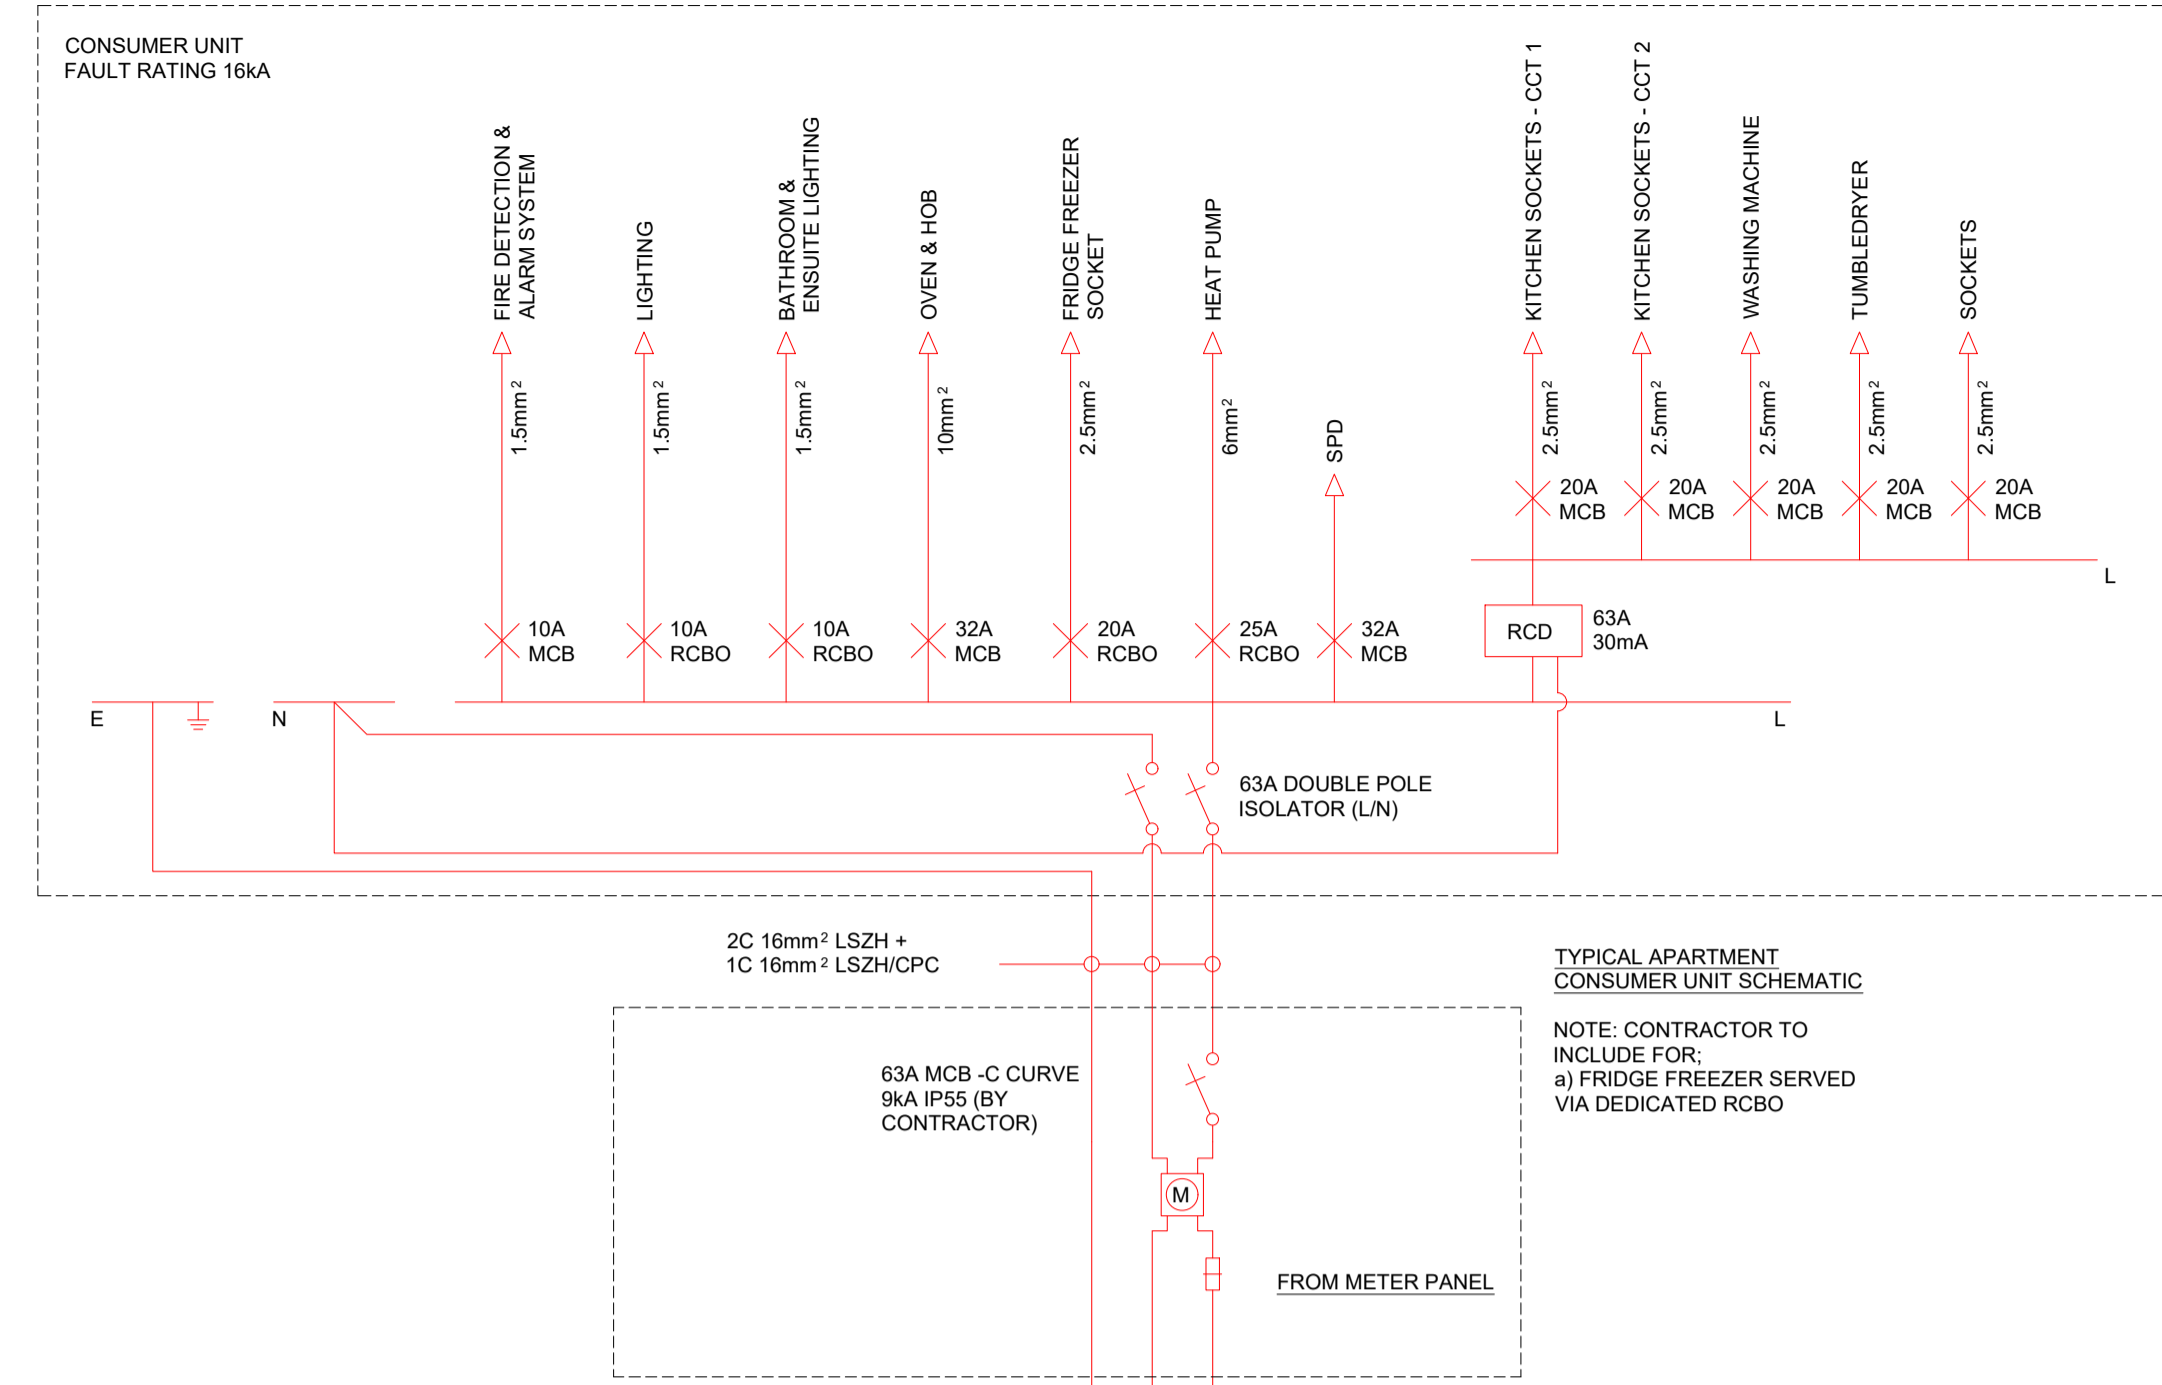 CONSUMER UNIT
FAULT RATING 16kA
FIRE DETECTION &
ALARM SYSTEM
LIGHTING
BATHROOM &
ENSUITE LIGHTING
OVEN & HOB
FRIDGE FREEZER
SOCKET
HEAT PUMP
SPD
KITCHEN SOCKETS - CCT 1
KITCHEN SOCKETS - CCT 2
WASHING MACHINE
TUMBLEDRYER
SOCKETS
1.5mm²
1.5mm²
1.5mm²
10mm²
2.5mm²
6mm²
2.5mm²
2.5mm²
2.5mm²
2.5mm²
2.5mm²
20A
MCB
20A
MCB
20A
MCB
20A
MCB
20A
MCB
L
10A
MCB
10A
RCBO
10A
RCBO
32A
MCB
20A
RCBO
25A
RCBO
32A
MCB
RCD
63A
30mA
E
N
L
63A DOUBLE POLE
ISOLATOR (L/N)
2C 16mm² LSZH +
1C 16mm² LSZH/CPC
TYPICAL APARTMENT
CONSUMER UNIT SCHEMATIC
NOTE: CONTRACTOR TO
INCLUDE FOR;
a) FRIDGE FREEZER SERVED
VIA DEDICATED RCBO
63A MCB -C CURVE
9kA IP55 (BY
CONTRACTOR)
M
FROM METER PANEL